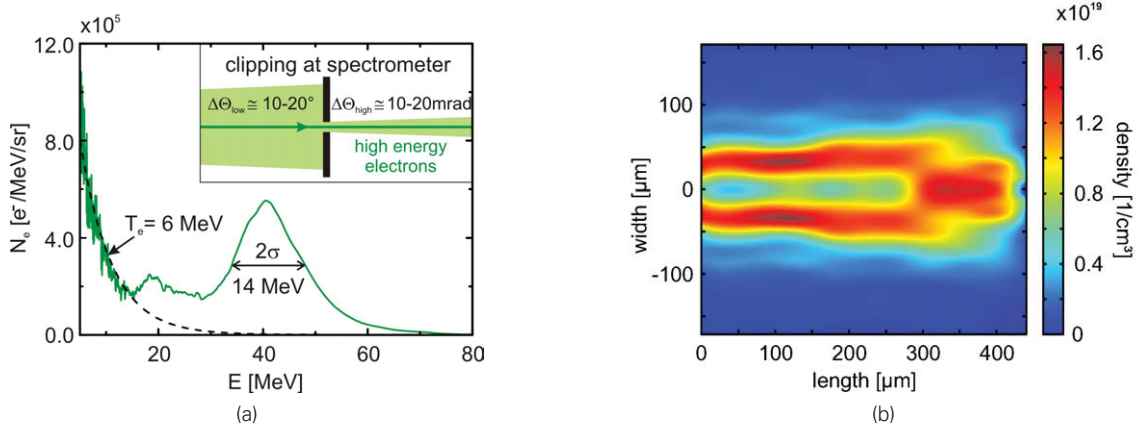 x10⁵
12.0
8.0
4.0
0.0
Nₑ [e⁻/MeV/sr]
clipping at spectrometer
ΔΘlow ≅ 10-20°
ΔΘhigh ≅ 10-20mrad
high energy
electrons
Tₑ= 6 MeV
2σ
14 MeV
20
40
60
80
E [MeV]
(a)
x10¹⁹
100
0
-100
width [µm]
0
100
200
300
400
length [µm]
1.6
1.2
0.8
0.4
0
density [1/cm³]
(b)